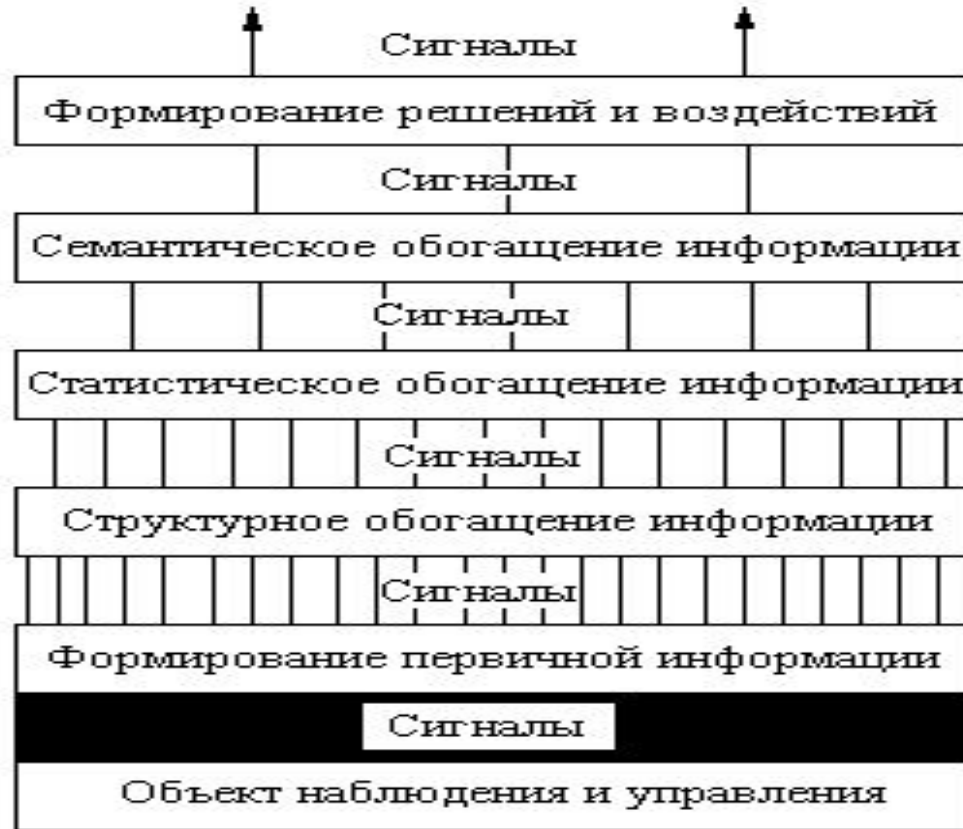 Сигналы
Формирование решений и воздействий
Сигналы
Семантическое обогащение информации
Сигналы
Статистическое обогащение информации
Сигналы
Структурное обогащение информации
Сигналы
Формирование первичной информации
Сигналы
Объект наблюдения и управления